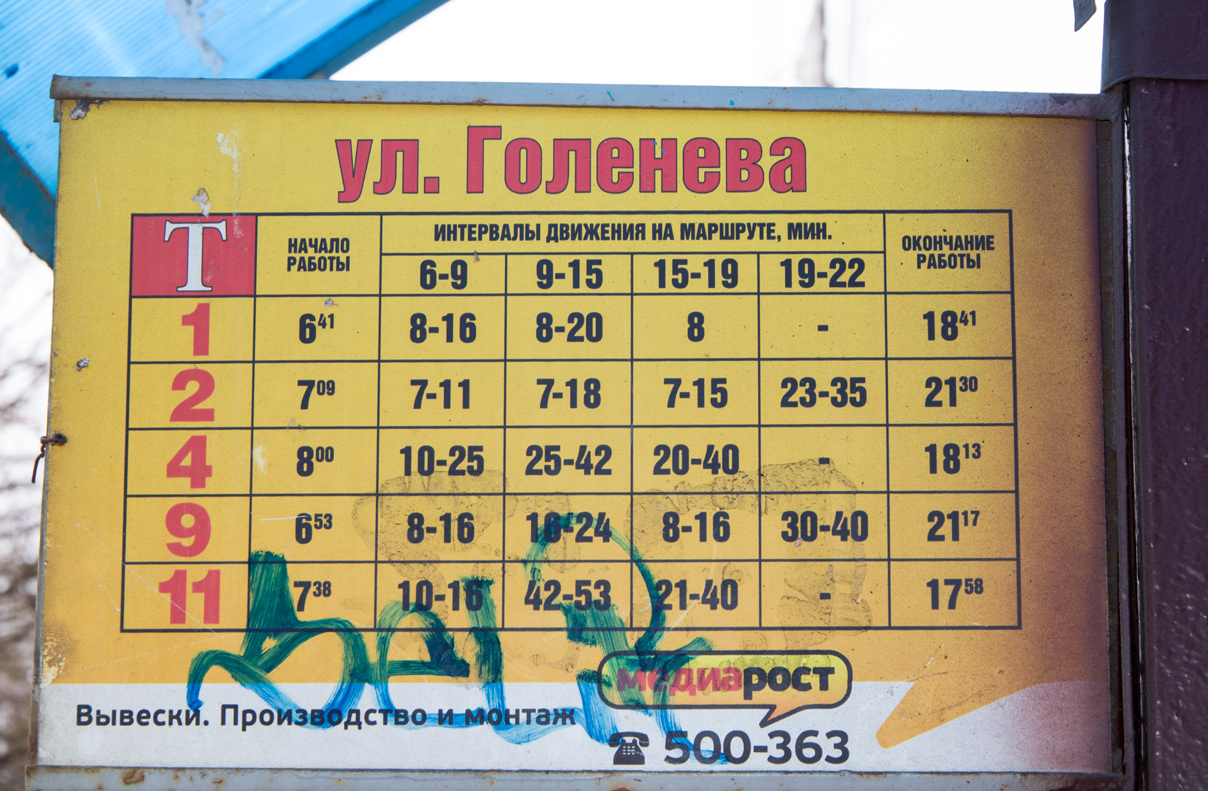 ул. Голенева
Т НАЧАЛО РАБОТЫ ИНТЕРВАЛЫ ДВИЖЕНИЯ НА МАРШРУТЕ, МИН. ОКОНЧАНИЕ РАБОТЫ
6-9 9-15 15-19 19-22
1 6⁴¹ 8-16 8-20 8 - 18⁴¹
2 7⁰⁹ 7-11 7-18 7-15 23-35 21³⁰
4 8⁰⁰ 10-25 25-42 20-40 - 18¹³
9 6⁵³ 8-16 16-24 8-16 30-40 21¹⁷
11 7³⁸ 10-16 42-53 21-40 - 17⁵⁸
медиарост
Вывески. Производство и монтаж
500-363